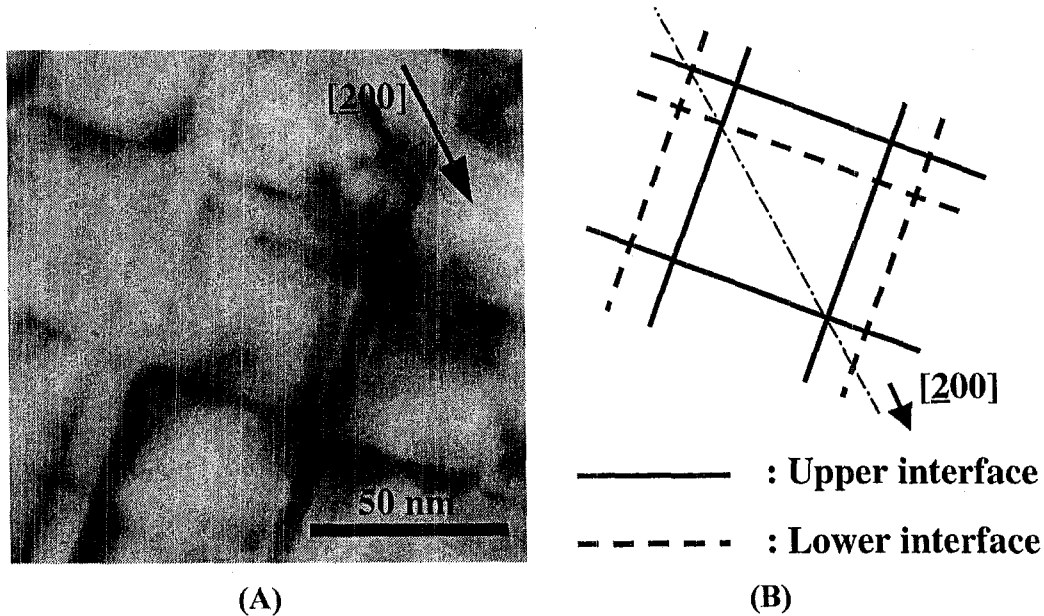 [200]
50 nm
(A)
[200]
: Upper interface
: Lower interface
(B)